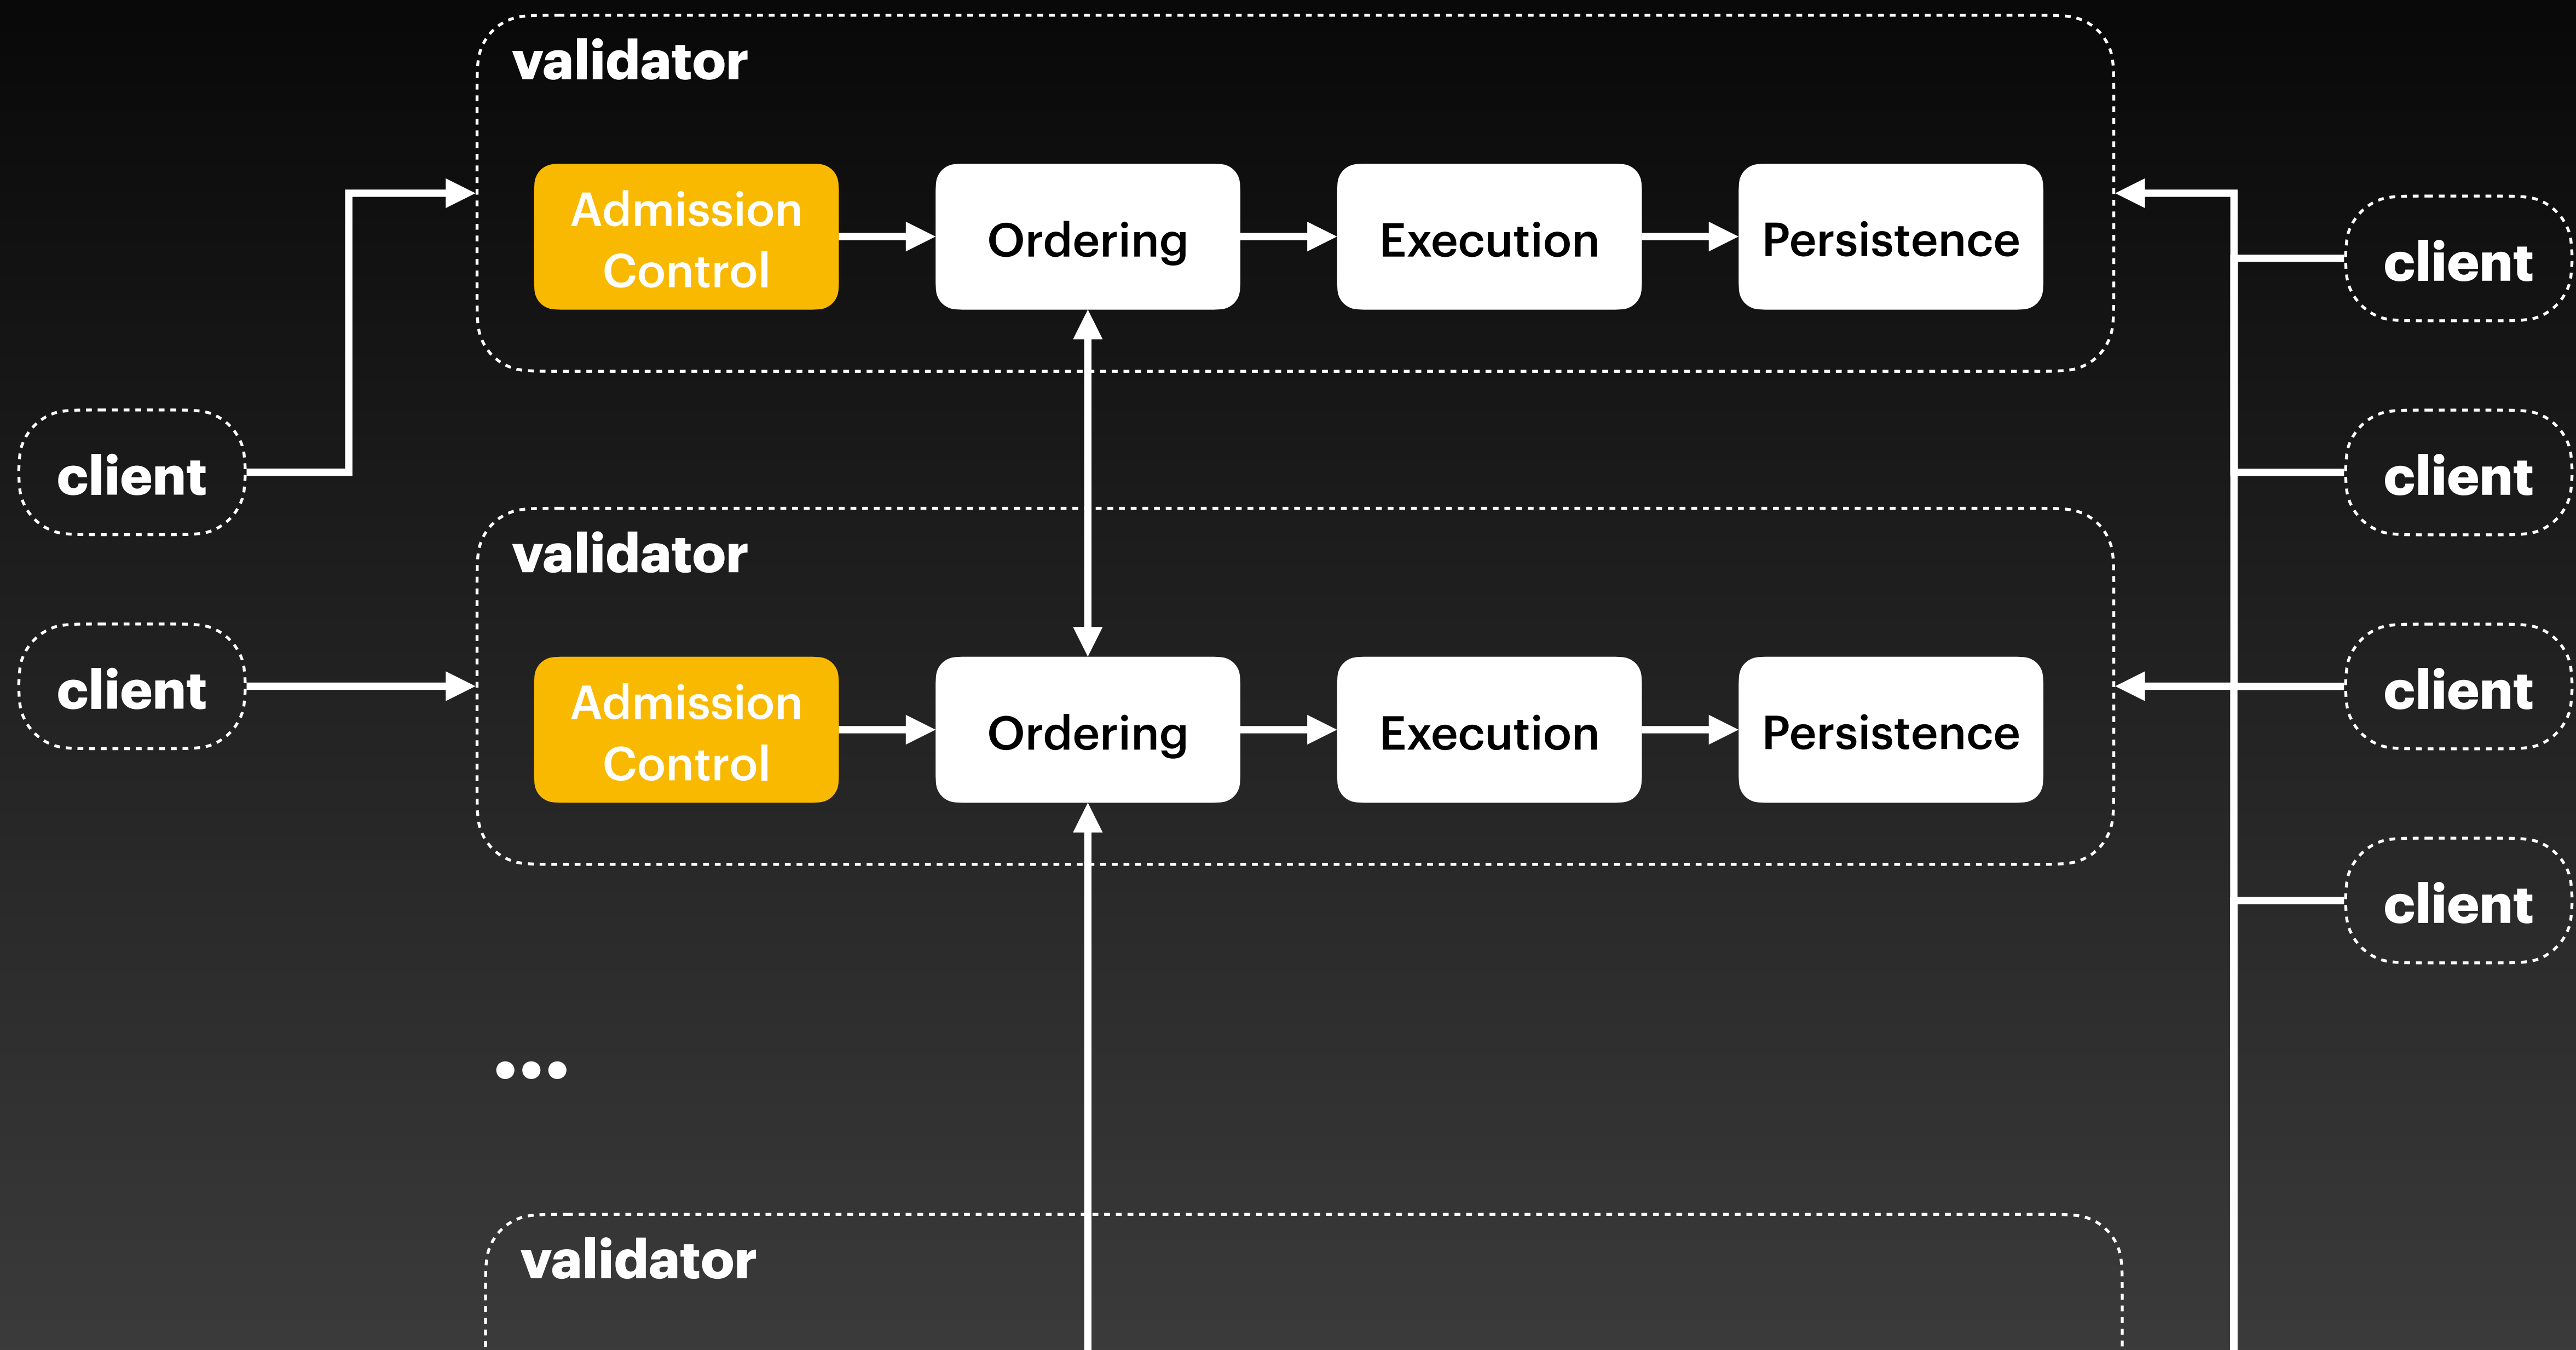 validator
Admission
Control
Ordering
Execution
Persistence
client
client
client
validator
client
Admission
Control
Ordering
Execution
Persistence
client
client
•••
validator